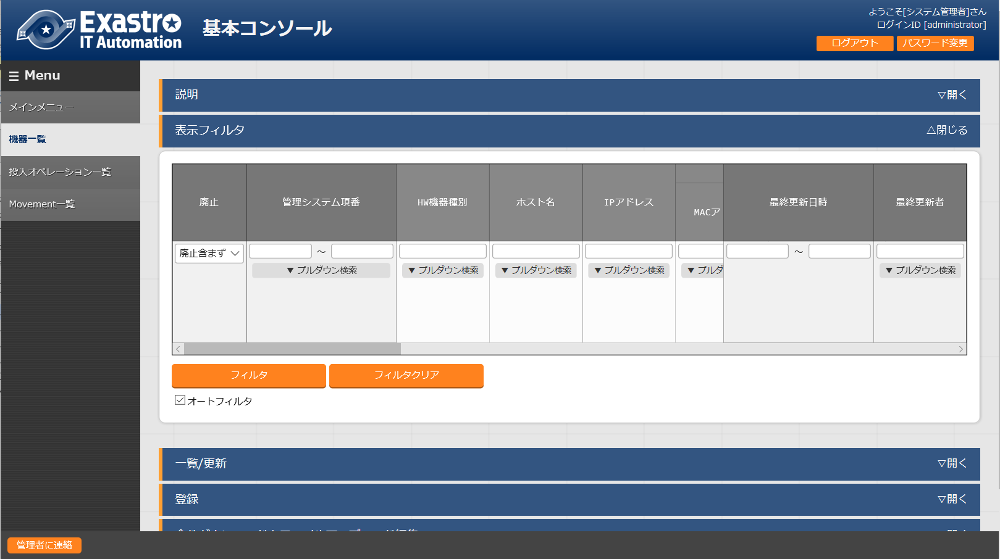 Exastro
IT Automation
基本コンソール
ようこそ[システム管理者]さん
ログインID [administrator]
ログアウト
パスワード変更
Menu
メインメニュー
機器一覧
投入オペレーション一覧
Movement一覧
説明
▽開く
表示フィルタ
△閉じる
廃止
管理システム項番
HW機器種別
ホスト名
IPアドレス
MACア
最終更新日時
最終更新者
廃止含まず
～
～
▼ プルダウン検索
▼ プルダウン検索
▼ プルダウン検索
▼ プルダウン検索
▼ プルダ
▼ プルダウン検索
フィルタ
フィルタクリア
オートフィルタ
一覧/更新
▽開く
登録
▽開く
管理者に連絡